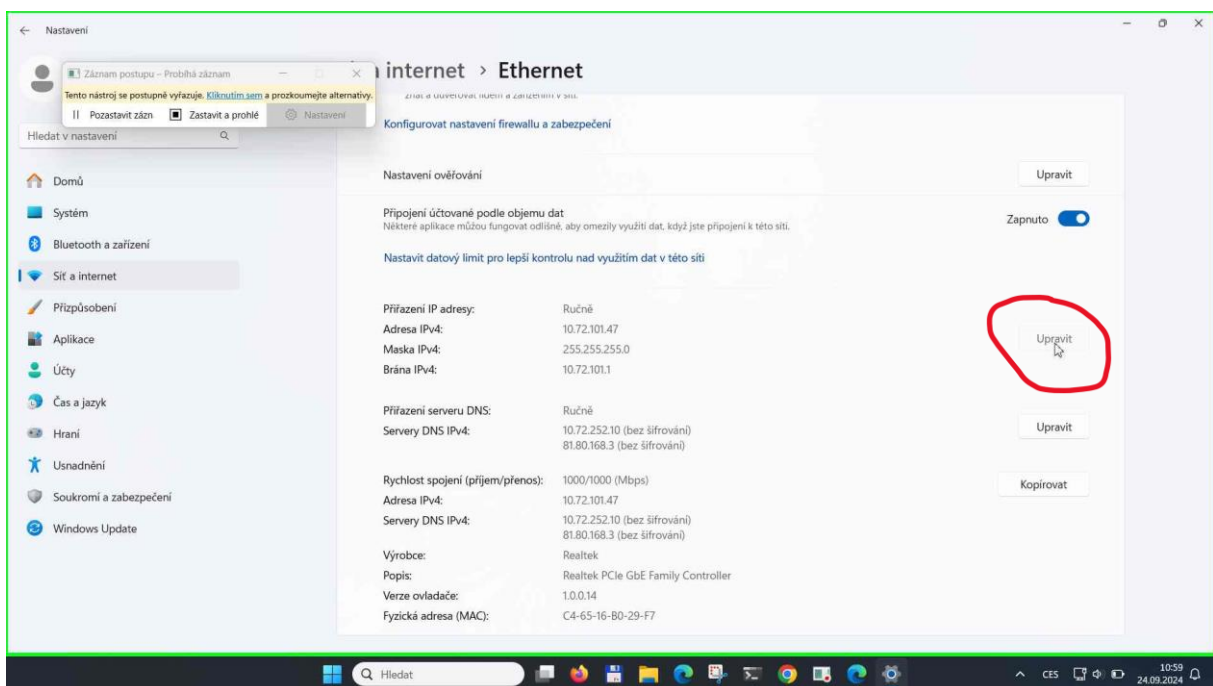 Nastavení
Záznam postupu – Probíhá záznam
Tento nástroj se postupně vyřazuje. Kliknutím sem a prozkoumejte alternativy.
Pozastavit zázn
Zastavit a prohlé
Nastavení
internet › Ethernet
znát a důvěřovat lidem a zařízením v síti.
Konfigurovat nastavení firewallu a zabezpečení
Hledat v nastavení
Domů
Systém
Bluetooth a zařízení
Síť a internet
Přizpůsobení
Aplikace
Účty
Čas a jazyk
Hraní
Usnadnění
Soukromí a zabezpečení
Windows Update
Nastavení ověřování
Upravit
Připojení účtované podle objemu dat
Některé aplikace můžou fungovat odlišně, aby omezily využití dat, když jste připojení k této síti.
Zapnuto
Nastavit datový limit pro lepší kontrolu nad využitím dat v této síti
Přiřazení IP adresy: Ručně
Adresa IPv4: 10.72.101.47
Maska IPv4: 255.255.255.0
Brána IPv4: 10.72.101.1
Upravit
Přiřazení serveru DNS: Ručně
Servery DNS IPv4: 10.72.252.10 (bez šifrování)
81.80.168.3 (bez šifrování)
Upravit
Rychlost spojení (příjem/přenos): 1000/1000 (Mbps)
Adresa IPv4: 10.72.101.47
Servery DNS IPv4: 10.72.252.10 (bez šifrování)
81.80.168.3 (bez šifrování)
Výrobce: Realtek
Popis: Realtek PCIe GbE Family Controller
Verze ovladače: 1.0.0.14
Fyzická adresa (MAC): C4-65-16-B0-29-F7
Kopírovat
Hledat
CES
10:59
24.09.2024